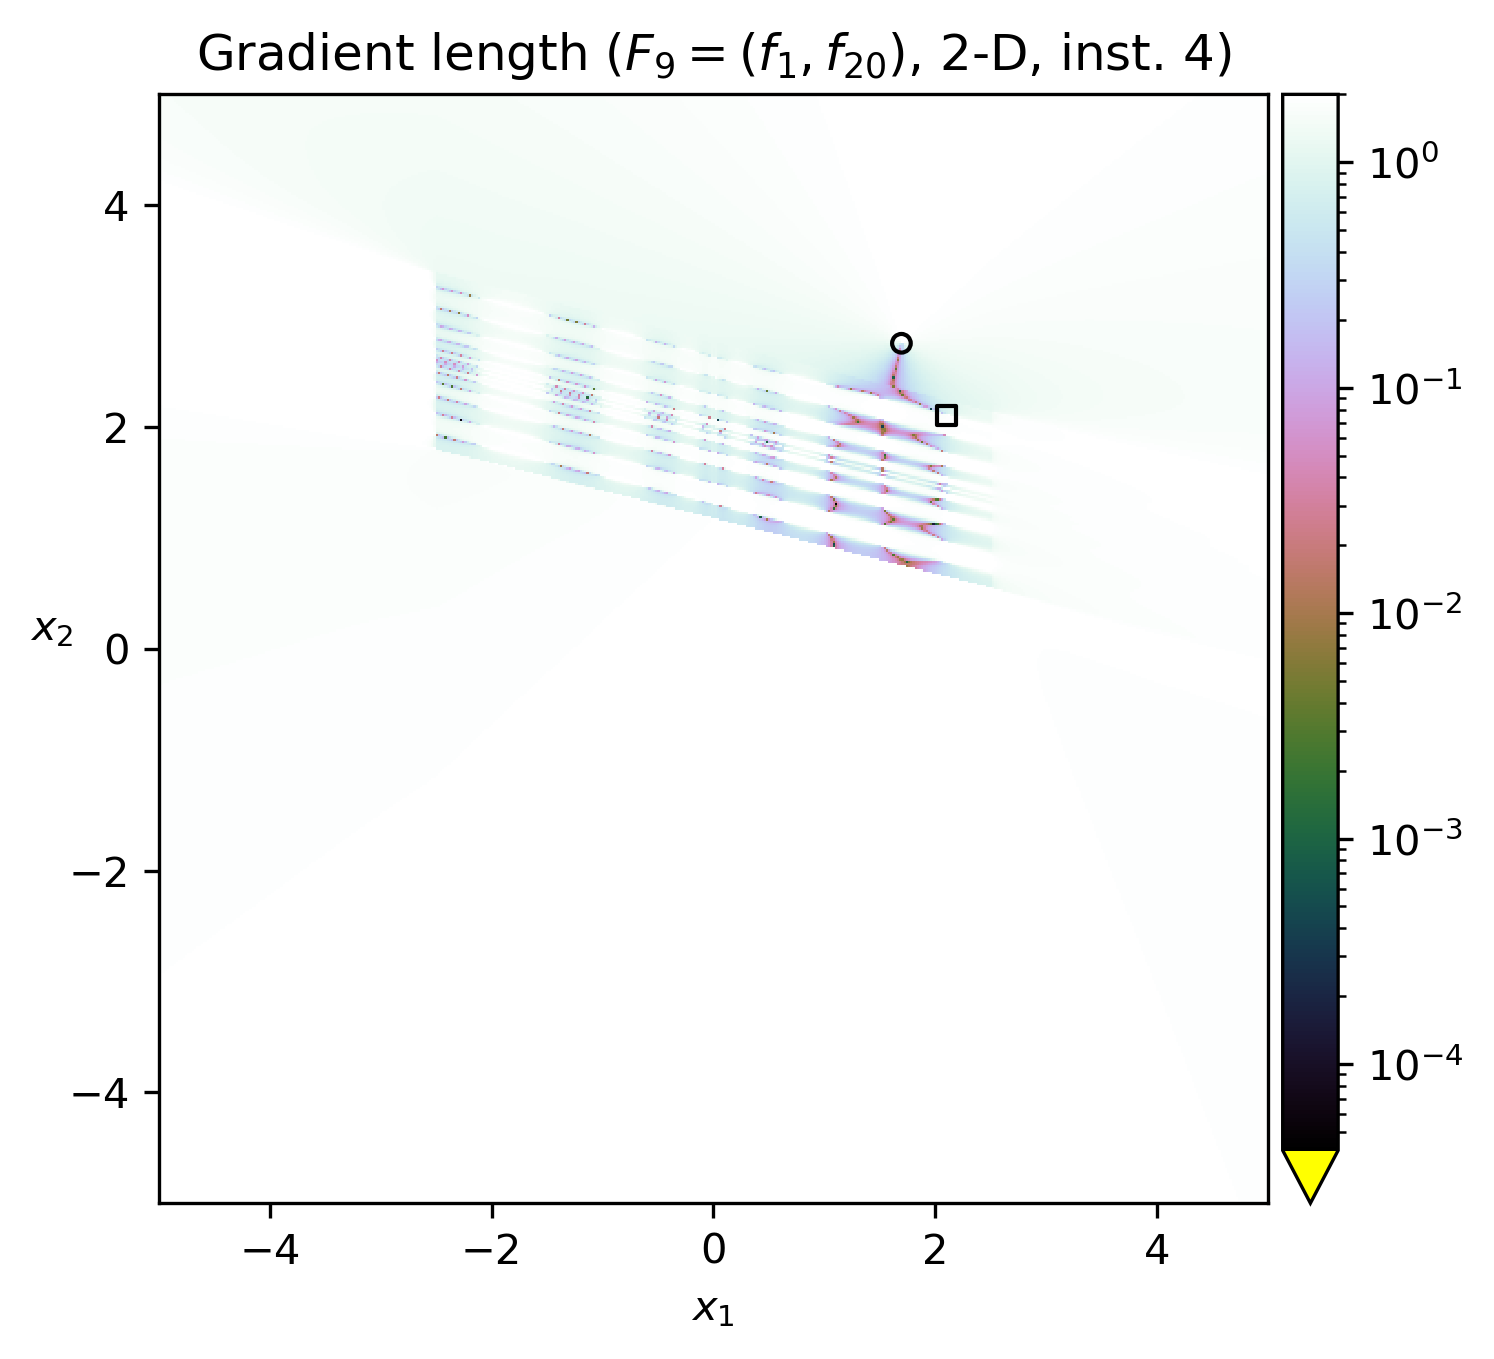 Gradient length (F₉ = (f₁, f₂₀), 2-D, inst. 4)
4
2
0
−2
−4
x₂
−4 −2 0 2 4
x₁
10⁰
10⁻¹
10⁻²
10⁻³
10⁻⁴